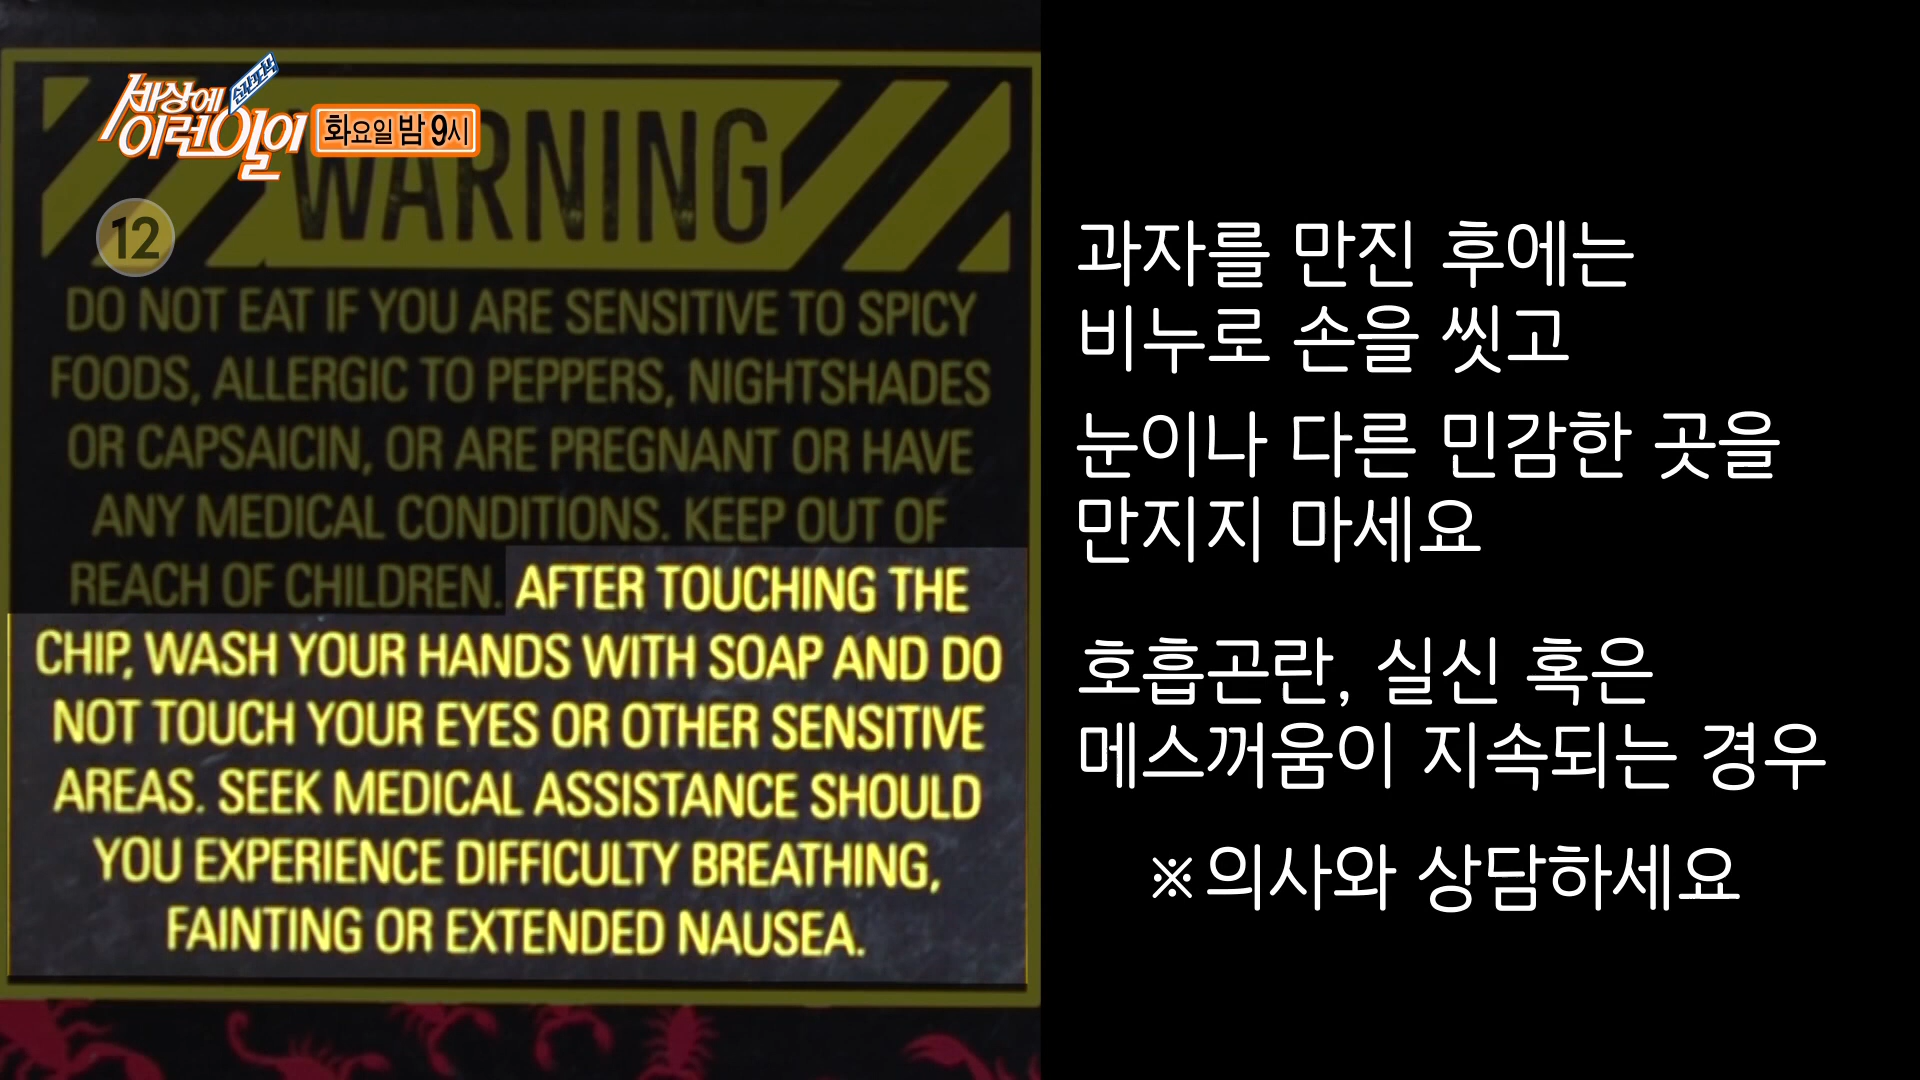 세상에
이런일이
화요일 밤 9시
12
WARNING
DO NOT EAT IF YOU ARE SENSITIVE TO SPICY
FOODS, ALLERGIC TO PEPPERS, NIGHTSHADES
OR CAPSAICIN, OR ARE PREGNANT OR HAVE
ANY MEDICAL CONDITIONS. KEEP OUT OF
REACH OF CHILDREN. AFTER TOUCHING THE
CHIP, WASH YOUR HANDS WITH SOAP AND DO
NOT TOUCH YOUR EYES OR OTHER SENSITIVE
AREAS. SEEK MEDICAL ASSISTANCE SHOULD
YOU EXPERIENCE DIFFICULTY BREATHING,
FAINTING OR EXTENDED NAUSEA.
과자를 만진 후에는
비누로 손을 씻고
눈이나 다른 민감한 곳을
만지지 마세요
호흡곤란, 실신 혹은
메스꺼움이 지속되는 경우
※의사와 상담하세요